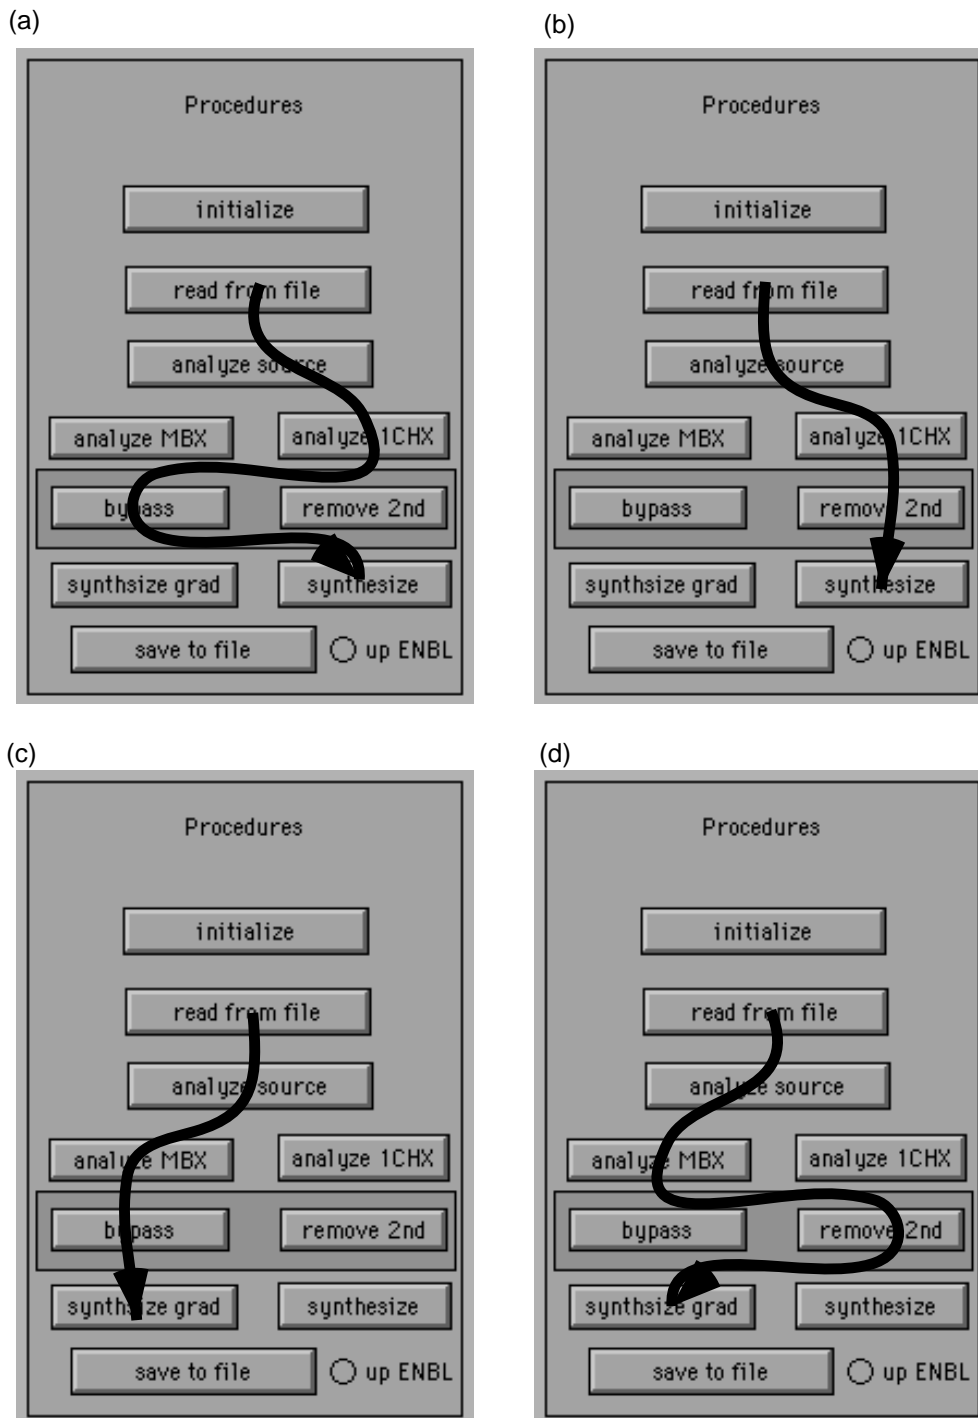 (a)
Procedures
initialize
read from file
analyze source
analyze MBX
analyze 1CHX
bypass
remove 2nd
synthsize grad
synthesize
save to file
up ENBL
(b)
Procedures
initialize
read from file
analyze source
analyze MBX
analyze 1CHX
bypass
remove 2nd
synthsize grad
synthesize
save to file
up ENBL
(c)
Procedures
initialize
read from file
analyze source
analyze MBX
analyze 1CHX
bypass
remove 2nd
synthsize grad
synthesize
save to file
up ENBL
(d)
Procedures
initialize
read from file
analyze source
analyze MBX
analyze 1CHX
bypass
remove 2nd
synthsize grad
synthesize
save to file
up ENBL